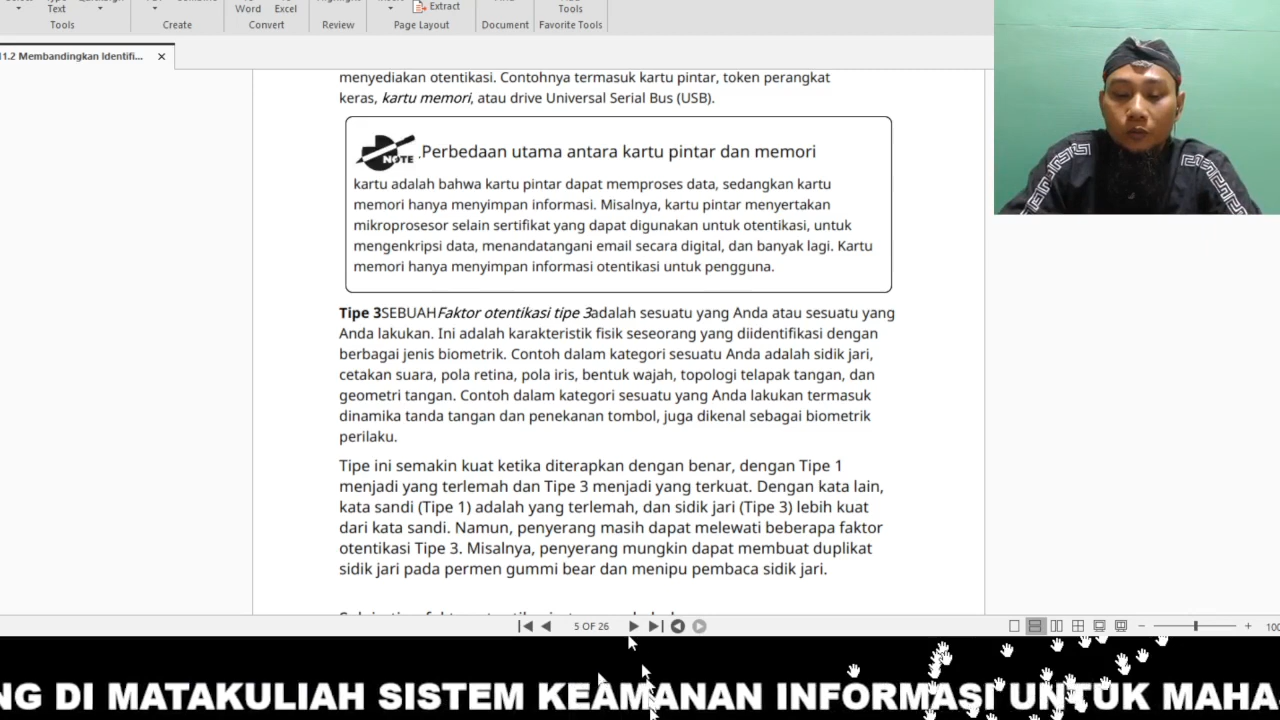 Text
Word
Excel
Extract
Tools
Tools
Create
Convert
Review
Page Layout
Document
Favorite Tools
11.2 Membandingkan Identifi...
menyediakan otentikasi. Contohnya termasuk kartu pintar, token perangkat
keras, kartu memori, atau drive Universal Serial Bus (USB).
NOTE .Perbedaan utama antara kartu pintar dan memori
kartu adalah bahwa kartu pintar dapat memproses data, sedangkan kartu
memori hanya menyimpan informasi. Misalnya, kartu pintar menyertakan
mikroprosesor selain sertifikat yang dapat digunakan untuk otentikasi, untuk
mengenkripsi data, menandatangani email secara digital, dan banyak lagi. Kartu
memori hanya menyimpan informasi otentikasi untuk pengguna.
Tipe 3SEBUAHFaktor otentikasi tipe 3adalah sesuatu yang Anda atau sesuatu yang
Anda lakukan. Ini adalah karakteristik fisik seseorang yang diidentifikasi dengan
berbagai jenis biometrik. Contoh dalam kategori sesuatu Anda adalah sidik jari,
cetakan suara, pola retina, pola iris, bentuk wajah, topologi telapak tangan, dan
geometri tangan. Contoh dalam kategori sesuatu yang Anda lakukan termasuk
dinamika tanda tangan dan penekanan tombol, juga dikenal sebagai biometrik
perilaku.
Tipe ini semakin kuat ketika diterapkan dengan benar, dengan Tipe 1
menjadi yang terlemah dan Tipe 3 menjadi yang terkuat. Dengan kata lain,
kata sandi (Tipe 1) adalah yang terlemah, dan sidik jari (Tipe 3) lebih kuat
dari kata sandi. Namun, penyerang masih dapat melewati beberapa faktor
otentikasi Tipe 3. Misalnya, penyerang mungkin dapat membuat duplikat
sidik jari pada permen gummi bear dan menipu pembaca sidik jari.
5 OF 26
100
NG DI MATAKULIAH SISTEM KEAMANAN INFORMASI UNTUK MAHA